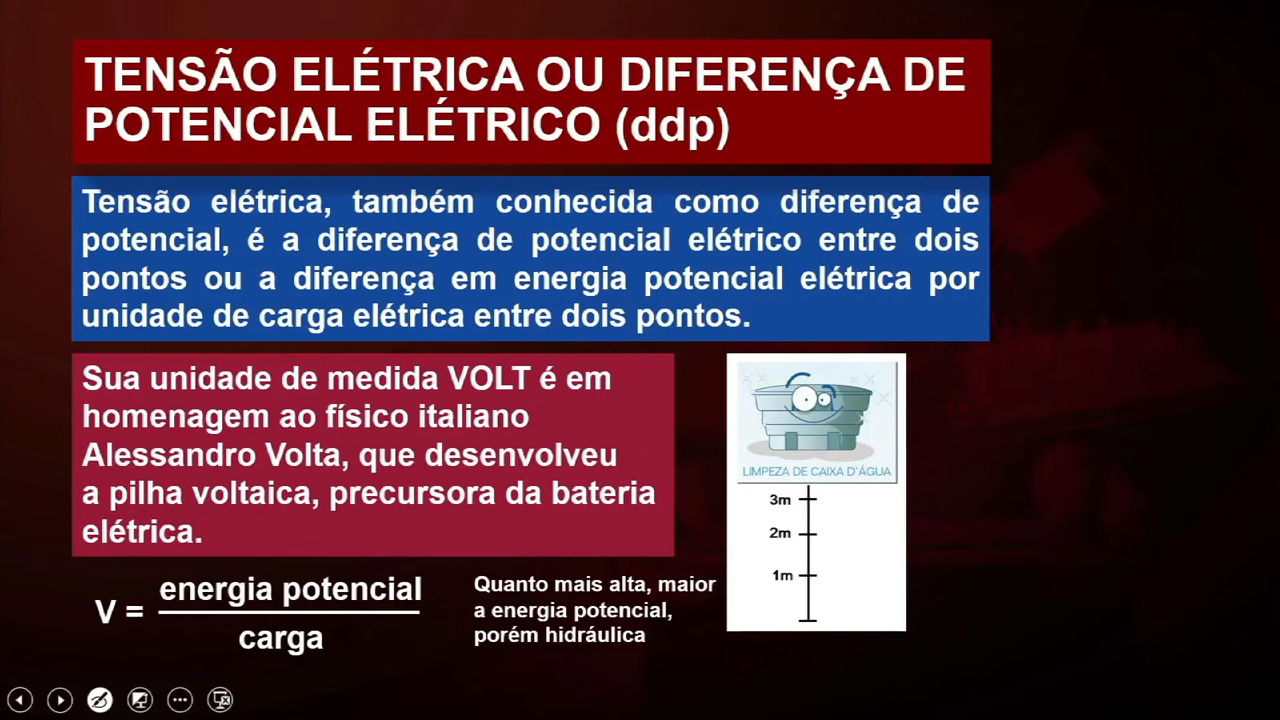 TENSÃO ELÉTRICA OU DIFERENÇA DE
POTENCIAL ELÉTRICO (ddp)
Tensão elétrica, também conhecida como diferença de
potencial, é a diferença de potencial elétrico entre dois
pontos ou a diferença em energia potencial elétrica por
unidade de carga elétrica entre dois pontos.
Sua unidade de medida VOLT é em
homenagem ao físico italiano
Alessandro Volta, que desenvolveu
a pilha voltaica, precursora da bateria
elétrica.
LIMPEZA DE CAIXA D'ÁGUA
3m
2m
1m
V =
energia potencial
carga
Quanto mais alta, maior
a energia potencial,
porém hidráulica